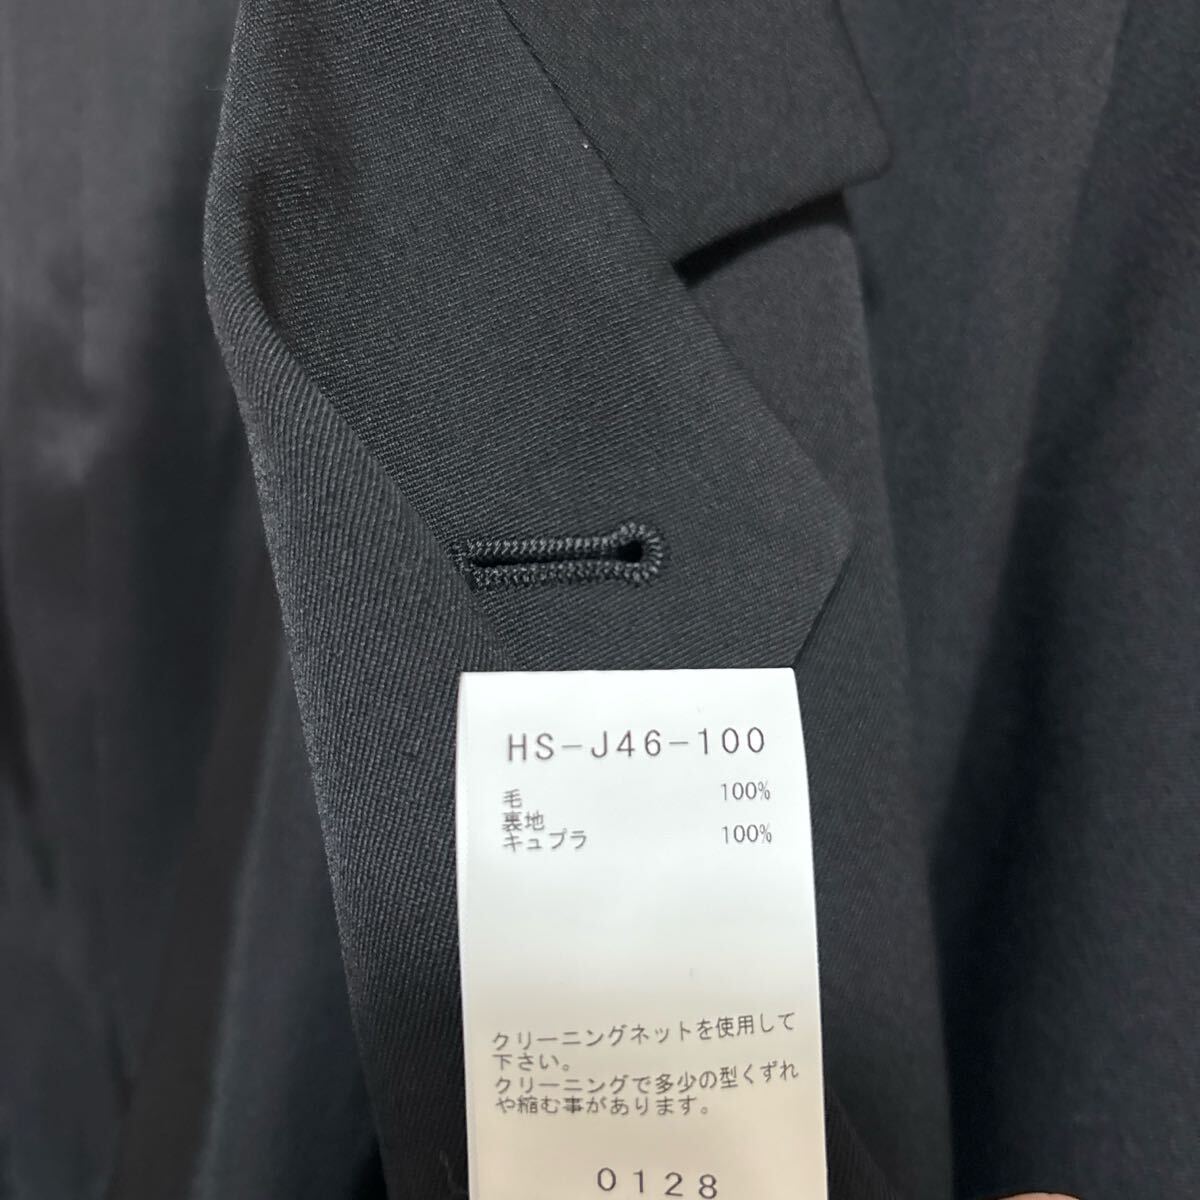 HS-J46-100
毛 100%
裏地
キュプラ 100%
クリーニングネットを使用して
下さい。
クリーニングで多少の型くずれ
や縮む事があります。
0128